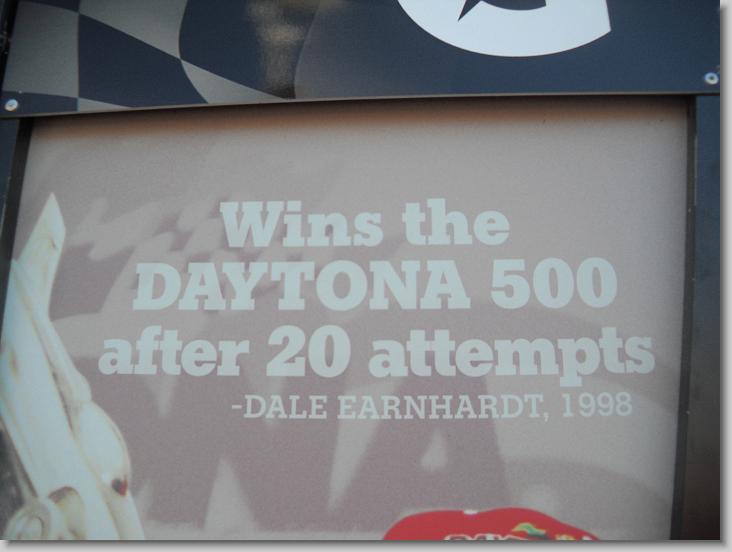 Wins the
DAYTONA 500
after 20 attempts
-DALE EARNHARDT, 1998